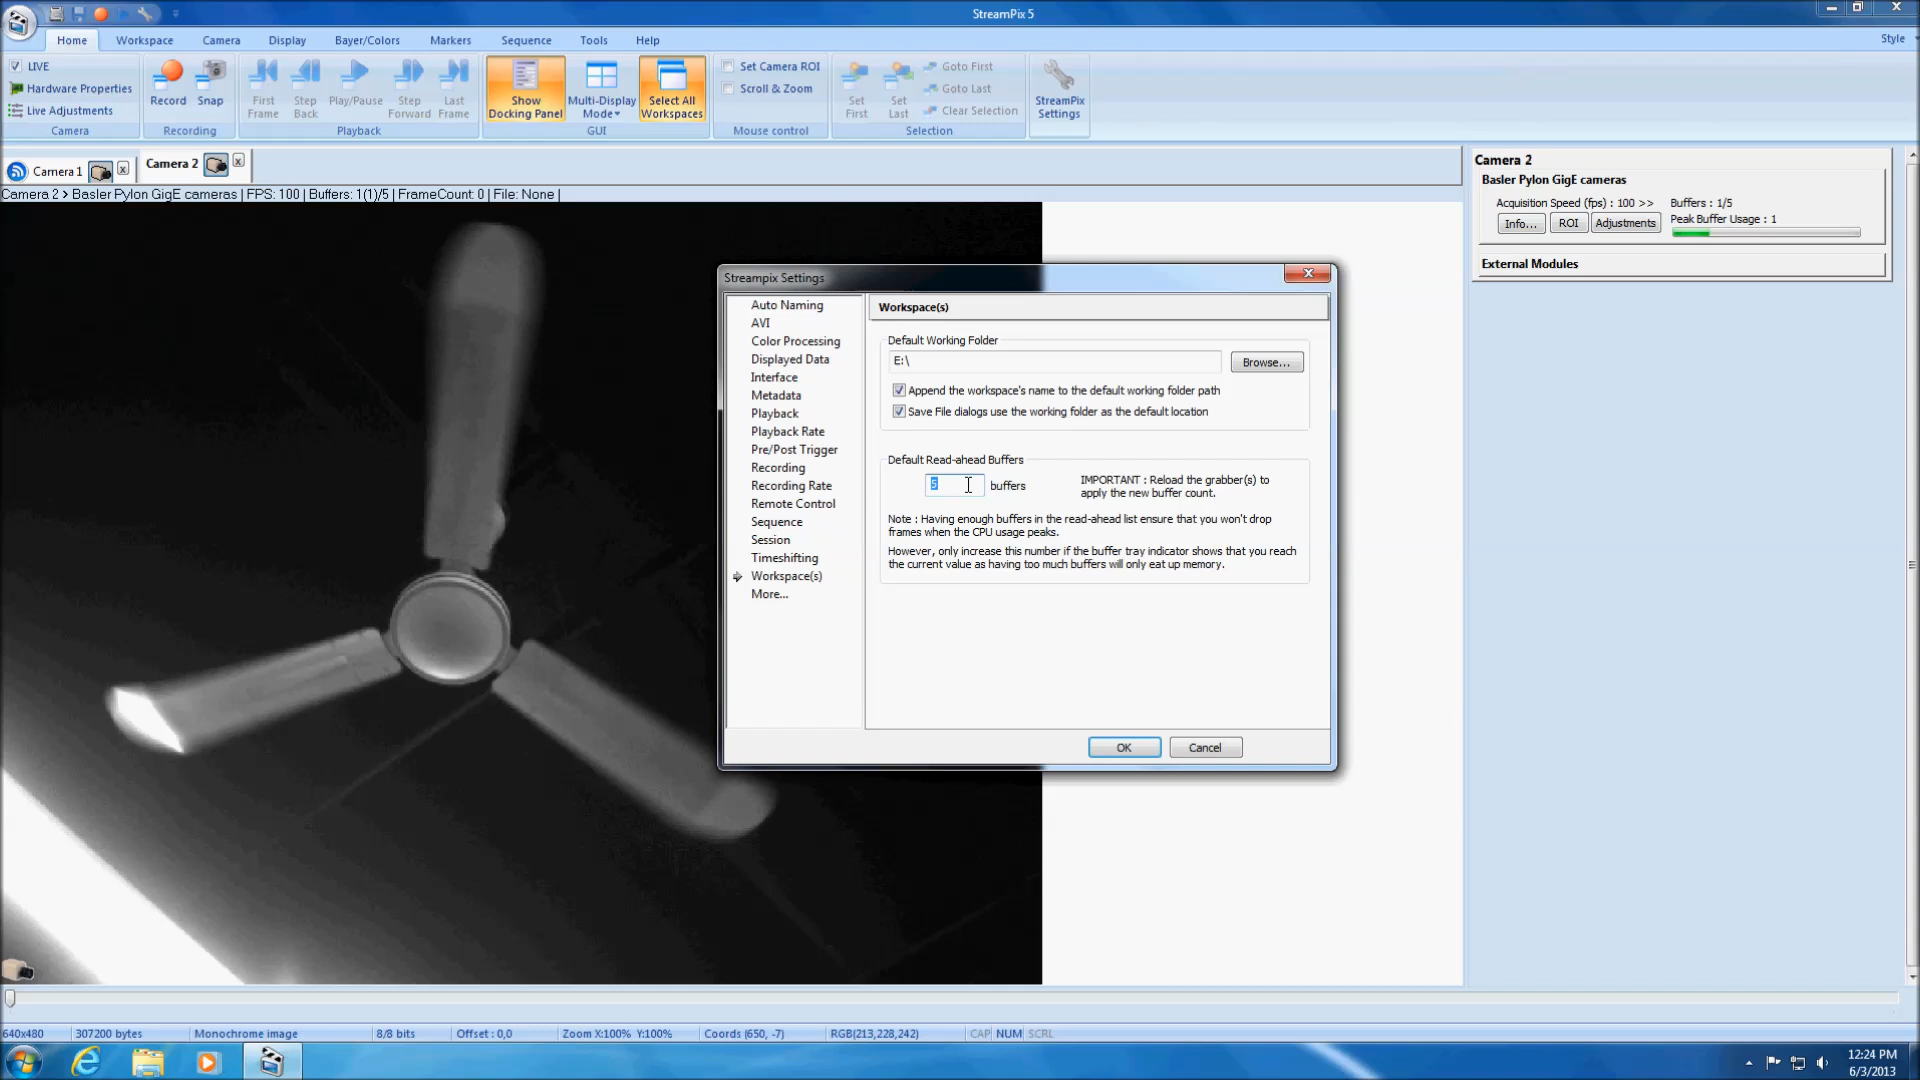 StreamPix 5
Home Workspace Camera Display Bayer/Colors Markers Sequence Tools Help Style
LIVE
Hardware Properties
Live Adjustments
Camera
Record Snap
Recording
First Frame
Step Back
Play/Pause
Step Forward
Last Frame
Playback
Show Docking Panel
Multi-Display Mode
Select All Workspaces
GUI
Set Camera ROI
Scroll & Zoom
Mouse control
Set First
Set Last
Goto First
Goto Last
Clear Selection
Selection
StreamPix Settings
Camera 1 x
Camera 2 x
Camera 2 > Basler Pylon GigE cameras | FPS: 100 | Buffers: 1(1)/5 | FrameCount: 0 | File: None |
Camera 2
Basler Pylon GigE cameras
Acquisition Speed (fps) : 100 >> Buffers : 1/5
Info... ROI Adjustments Peak Buffer Usage : 1
External Modules
Streampix Settings
Auto Naming
AVI
Color Processing
Displayed Data
Interface
Metadata
Playback
Playback Rate
Pre/Post Trigger
Recording
Recording Rate
Remote Control
Sequence
Session
Timeshifting
Workspace(s)
More...
Workspace(s)
Default Working Folder
E:\ Browse...
Append the workspace's name to the default working folder path
Save File dialogs use the working folder as the default location
Default Read-ahead Buffers
5 buffers
IMPORTANT : Reload the grabber(s) to
apply the new buffer count.
Note : Having enough buffers in the read-ahead list ensure that you won't drop
frames when the CPU usage peaks.
However, only increase this number if the buffer tray indicator shows that you reach
the current value as having too much buffers will only eat up memory.
OK Cancel
640x480 307200 bytes Monochrome image 8/8 bits Offset : 0,0 Zoom X:100% Y:100% Coords (650, -7) RGB(213,228,242) CAP NUM SCRL
12:24 PM
6/3/2013